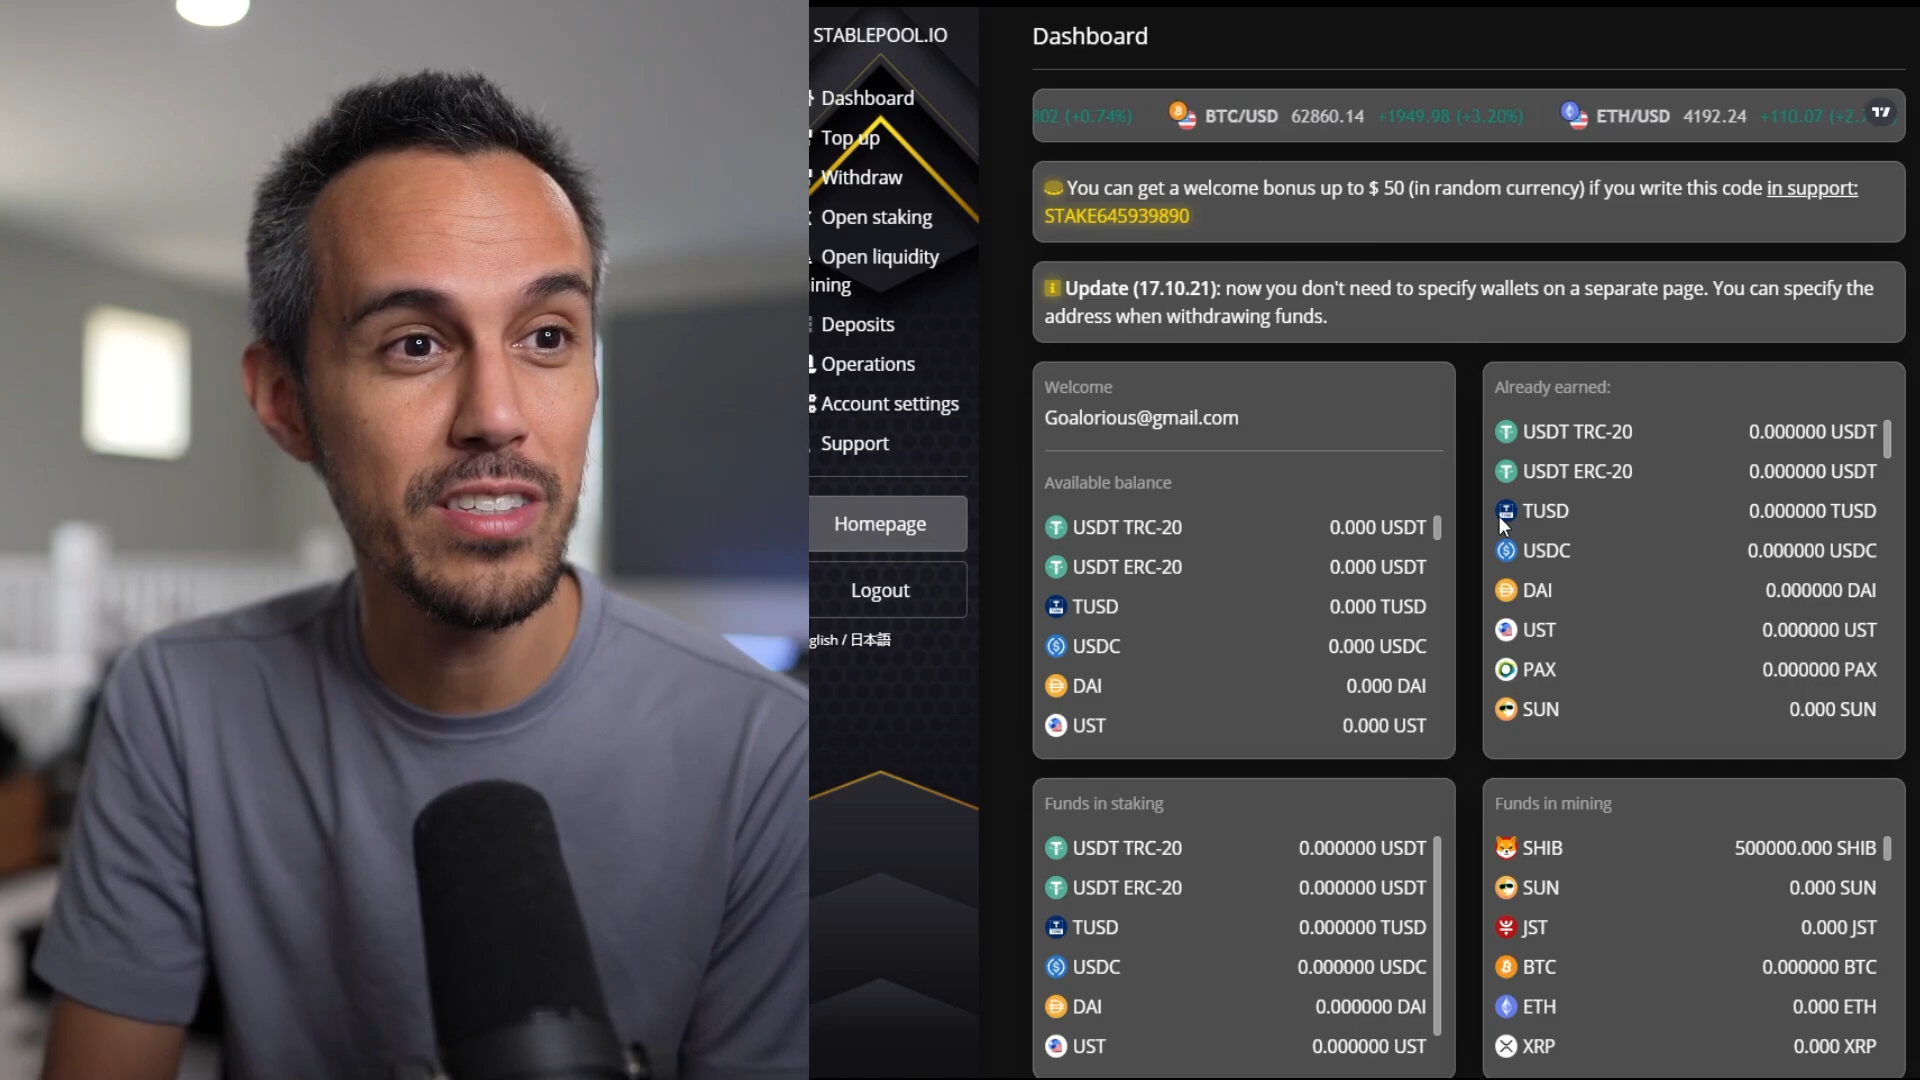 STABLEPOOL.IO
Dashboard
Top up
Withdraw
Open staking
Open liquidity
ining
Deposits
Operations
Account settings
Support
Homepage
Logout
glish / 日本語
Dashboard
102 (+0.74%) BTC/USD 62860.14 +1949.98 (+3.20%) ETH/USD 4192.24 +110.07 (+2.
You can get a welcome bonus up to $ 50 (in random currency) if you write this code in support:
STAKE645939890
Update (17.10.21): now you don't need to specify wallets on a separate page. You can specify the
address when withdrawing funds.
Welcome
Goalorious@gmail.com
Available balance
USDT TRC-20 0.000 USDT
USDT ERC-20 0.000 USDT
TUSD 0.000 TUSD
USDC 0.000 USDC
DAI 0.000 DAI
UST 0.000 UST
Already earned:
USDT TRC-20 0.000000 USDT
USDT ERC-20 0.000000 USDT
TUSD 0.000000 TUSD
USDC 0.000000 USDC
DAI 0.000000 DAI
UST 0.000000 UST
PAX 0.000000 PAX
SUN 0.000 SUN
Funds in staking
USDT TRC-20 0.000000 USDT
USDT ERC-20 0.000000 USDT
TUSD 0.000000 TUSD
USDC 0.000000 USDC
DAI 0.000000 DAI
UST 0.000000 UST
Funds in mining
SHIB 500000.000 SHIB
SUN 0.000 SUN
JST 0.000 JST
BTC 0.000000 BTC
ETH 0.000 ETH
XRP 0.000 XRP